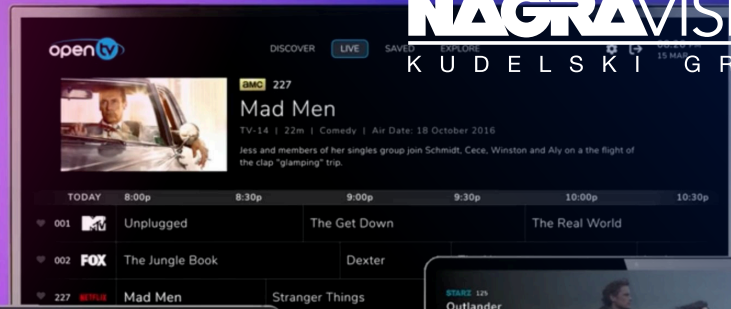 NAGRAVIS
KUDELSKI GR
opentv
DISCOVER LIVE SAVED EXPLORE
15 MAR
aMC 227
Mad Men
TV-14 | 22m | Comedy | Air Date: 18 October 2016
Jess and members of her singles group join Schmidt, Cece, Winston and Aly on a the flight of
the clap "glamping" trip.
TODAY 8:00p 8:30p 9:00p 9:30p 10:00p 10:30p
001 MTV Unplugged The Get Down The Real World
002 FOX The Jungle Book Dexter
227 NETFLIX Mad Men Stranger Things
STARZ 125
Outlander